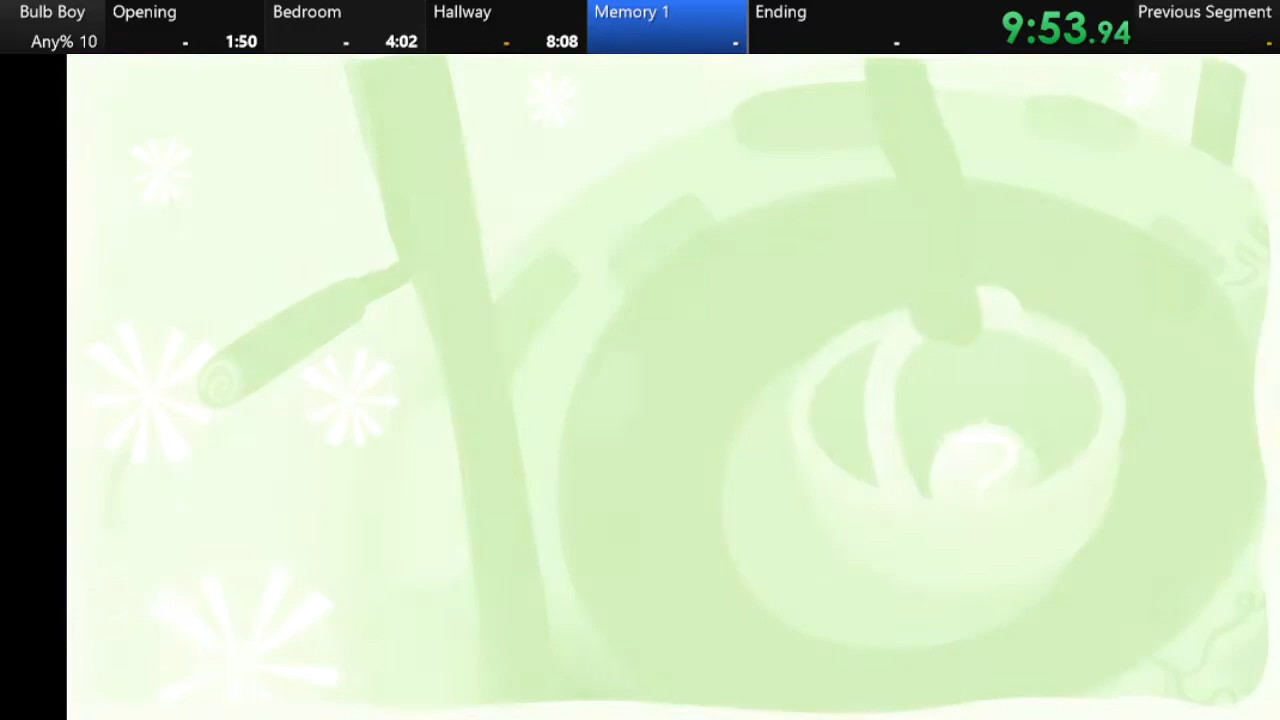 Bulb Boy Opening Bedroom Hallway Memory 1 Ending 9:53.94 Previous Segment
Any% 10 - 1:50 - 4:02 - 8:08 - - -